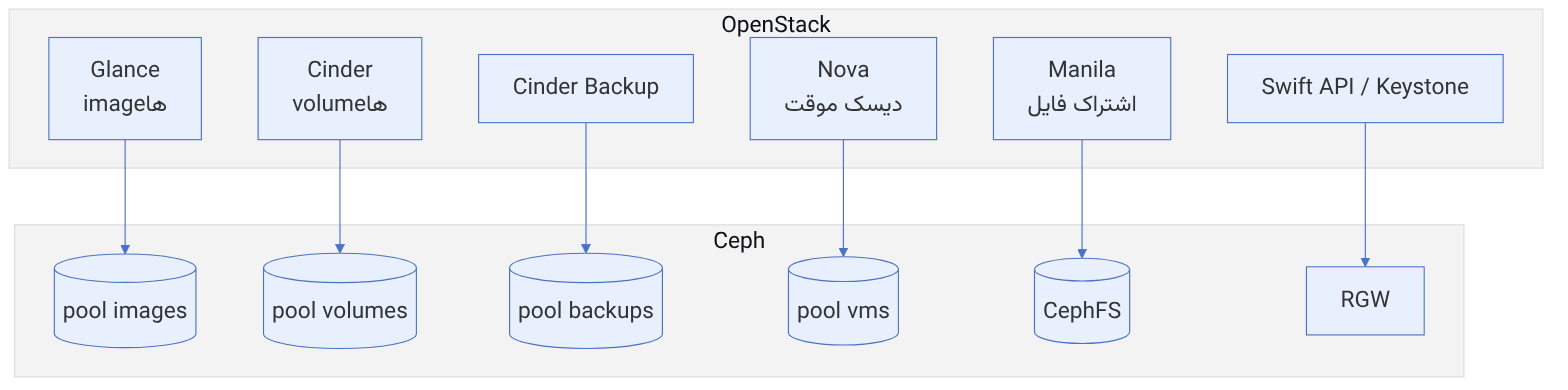 OpenStack
Glance
imageها
Cinder
volumeها
Cinder Backup
Nova
دیسک موقت
Manila
اشتراک فایل
Swift API / Keystone
Ceph
pool images
pool volumes
pool backups
pool vms
CephFS
RGW